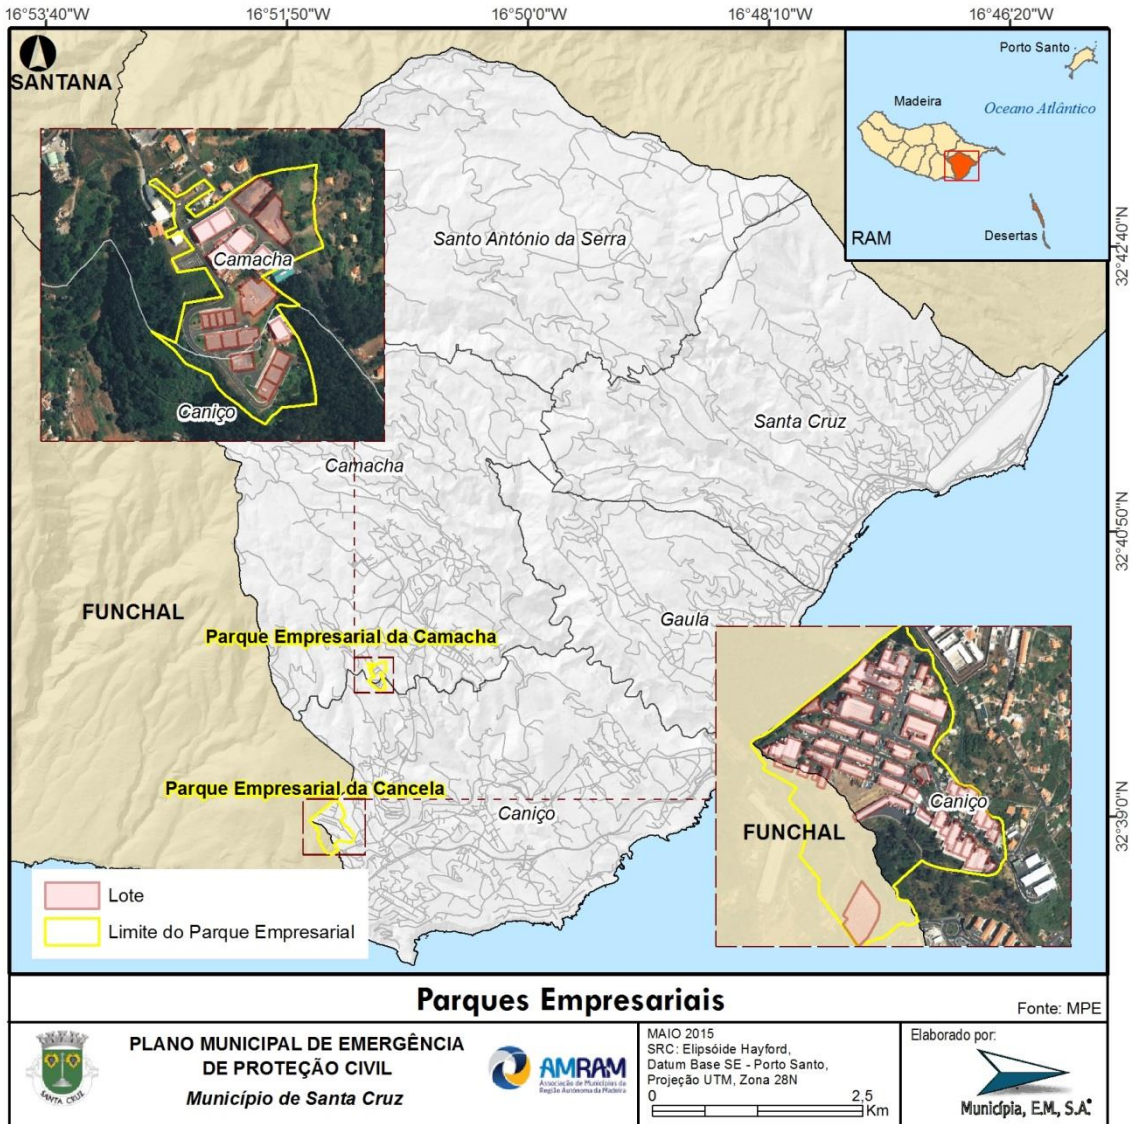 16°53'40"W
16°51'50"W
16°50'0"W
16°48'10"W
16°46'20"W
SANTANA
Porto Santo
Madeira
Oceano Atlântico
RAM
Desertas
32°42'40"N
Santo António da Serra
Camacha
Caniço
Santa Cruz
Camacha
32°40'50"N
FUNCHAL
Gaula
Parque Empresarial da Camacha
Parque Empresarial da Cancela
Caniço
Caniço
FUNCHAL
32°39'0"N
Lote
Limite do Parque Empresarial
Parques Empresariais
Fonte: MPE
SANTA CRUZ
PLANO MUNICIPAL DE EMERGÊNCIA
DE PROTEÇÃO CIVIL
Município de Santa Cruz
AMRAM
Associação de Municípios da
Região Autónoma da Madeira
MAIO 2015
SRC: Elipsóide Hayford,
Datum Base SE - Porto Santo,
Projeção UTM, Zona 28N
0 2,5
Km
Elaborado por:
Municípia, E.M., S.A.